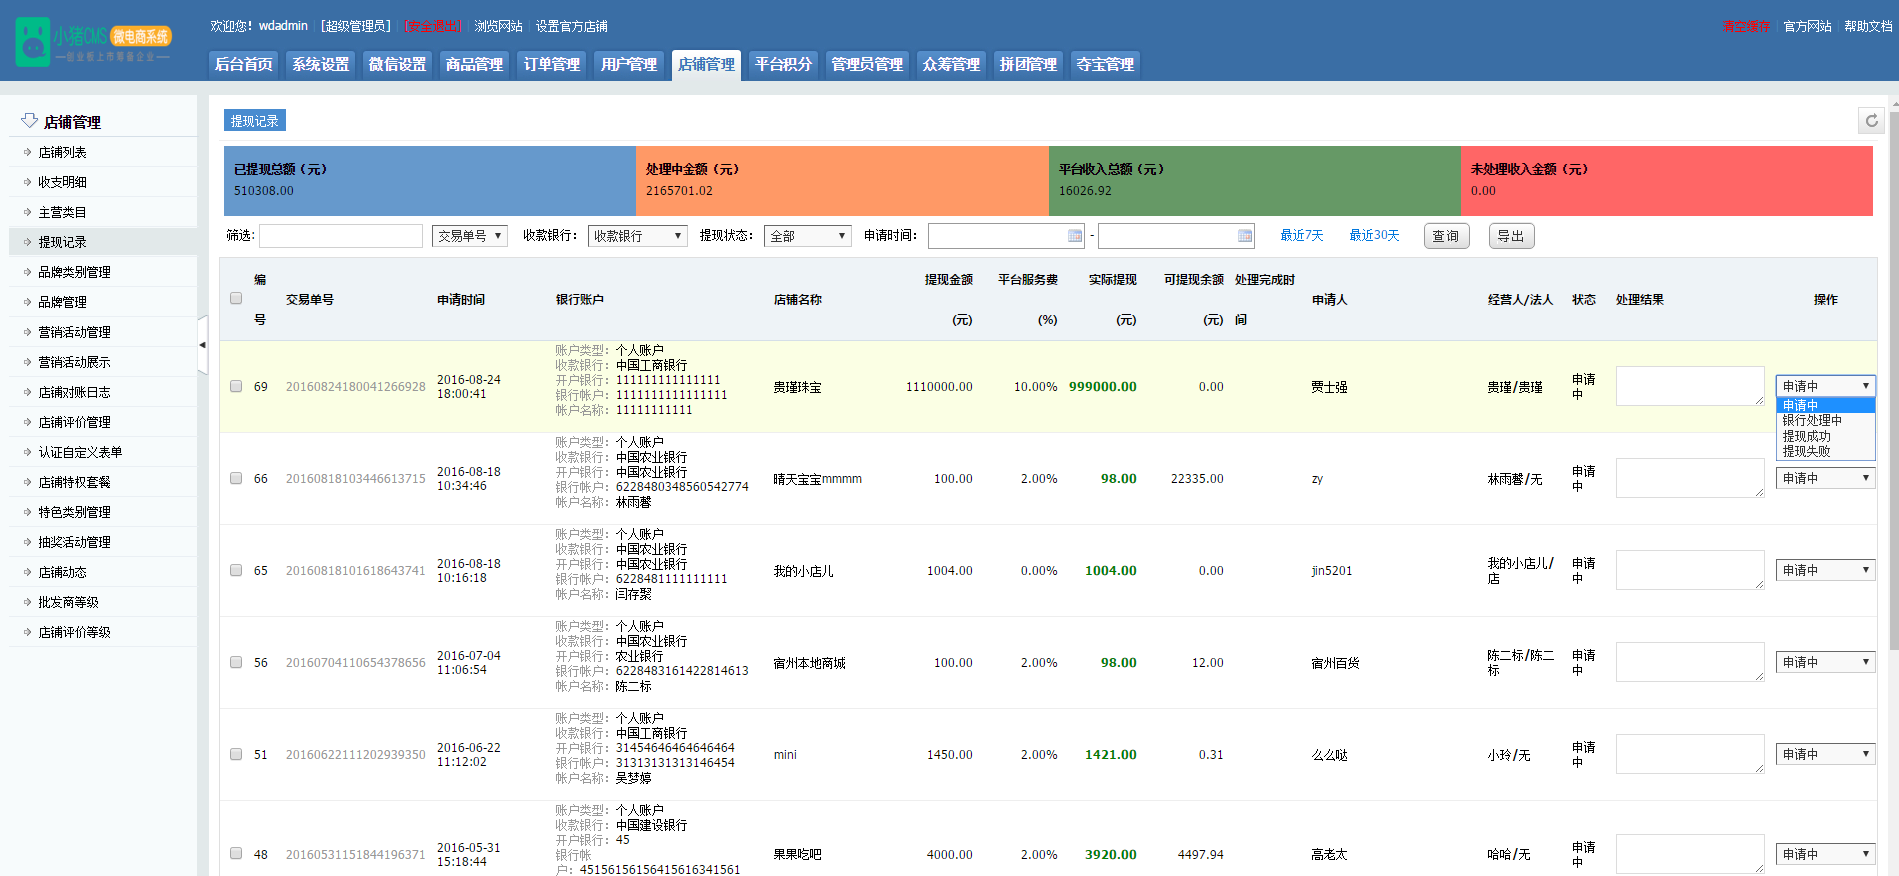 小猪CMS 微电商系统
—创业板上市零售企业—
欢迎您！wdadmin [超级管理员] [安全退出] 浏览网站 设置官方店铺
清空缓存 官方网站 帮助文档
后台首页 系统设置 微信设置 商品管理 订单管理 用户管理 店铺管理 平台积分 管理员管理 众筹管理 拼团管理 夺宝管理
店铺管理
店铺列表
收支明细
主营类目
提现记录
品牌类别管理
品牌管理
营销活动管理
营销活动展示
店铺对账日志
店铺评价管理
认证自定义表单
店铺特权套餐
特色类别管理
抽奖活动管理
店铺动态
批发商等级
店铺评价等级
提现记录
已提现总额（元）
510308.00
处理中金额（元）
2165701.02
平台收入总额（元）
16026.92
未处理收入金额（元）
0.00
筛选: 交易单号 收款银行： 收款银行 提现状态： 全部 申请时间： - 最近7天 最近30天 查询 导出
编号 交易单号 申请时间 银行账户 店铺名称 提现金额(元) 平台服务费(%) 实际提现(元) 可提现余额(元) 处理完成时间 申请人 经营人/法人 状态 处理结果 操作
69 20160824180041266928 2016-08-24 18:00:41
账户类型：个人账户
收款银行：中国工商银行
开户银行：111111111111111
银行帐户：1111111111111111
帐户名称：11111111111
贵瑾珠宝 1110000.00 10.00% 999000.00 0.00 贾士强 贵瑾/贵瑾 申请中 申请中
申请中
银行处理中
提现成功
提现失败
66 20160818103446613715 2016-08-18 10:34:46
账户类型：个人账户
收款银行：中国农业银行
开户银行：中国农业银行
银行帐户：6228480348560542774
帐户名称：林雨馨
晴天宝宝mmmm 100.00 2.00% 98.00 22335.00 zy 林雨馨/无 申请中 申请中
65 20160818101618643741 2016-08-18 10:16:18
账户类型：个人账户
收款银行：中国农业银行
开户银行：中国农业银行
银行帐户：6228481111111111
帐户名称：闫存聚
我的小店儿 1004.00 0.00% 1004.00 0.00 jin5201 我的小店儿/店 申请中 申请中
56 20160704110654378656 2016-07-04 11:06:54
账户类型：个人账户
收款银行：中国农业银行
开户银行：农业银行
银行帐户：6228483161422814613
帐户名称：陈二标
宿州本地商城 100.00 2.00% 98.00 12.00 宿州百货 陈二标/陈二标 申请中 申请中
51 20160622111202939350 2016-06-22 11:12:02
账户类型：个人账户
收款银行：中国工商银行
开户银行：31454646464646464
银行帐户：31313131313146454
帐户名称：吴梦婷
mini 1450.00 2.00% 1421.00 0.31 么么哒 小玲/无 申请中 申请中
48 20160531151844196371 2016-05-31 15:18:44
账户类型：个人账户
收款银行：中国建设银行
开户银行：45
银行帐
户：45156156156415616341561
果果吃吧 4000.00 2.00% 3920.00 4497.94 高老太 哈哈/无 申请中 申请中